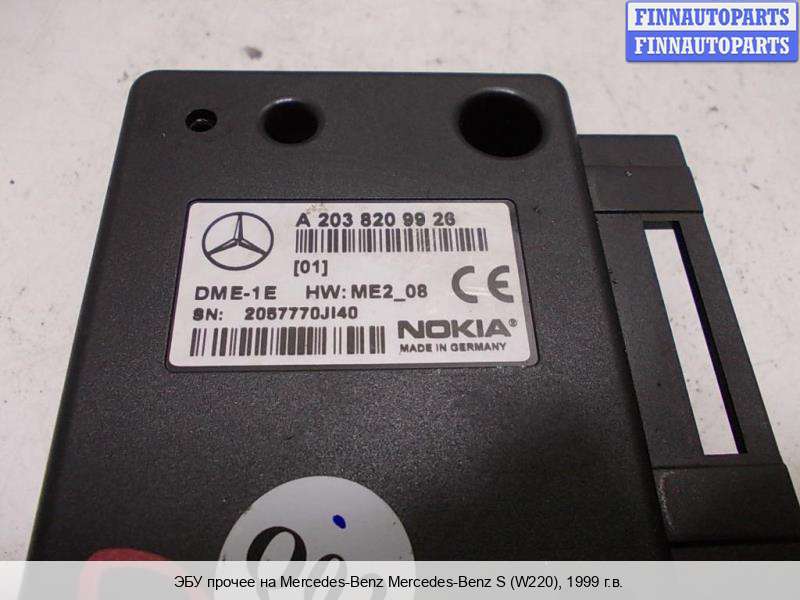 FINNAUTOPARTS
FINNAUTOPARTS
A 203 820 99 26
[01]
DME-1E HW: ME2_08
CE
SN: 2057770JI40
NOKIA®
MADE IN GERMANY
ЭБУ прочее на Mercedes-Benz Mercedes-Benz S (W220), 1999 г.в.